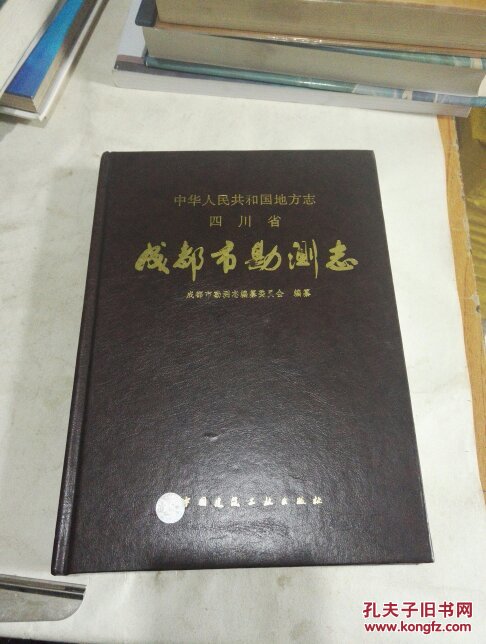 中华人民共和国地方志
四川省
成都市勘测志
成都市勘测志编纂委员会 编纂
中国建筑工业出版社
孔夫子旧书网
www.kongfz.com